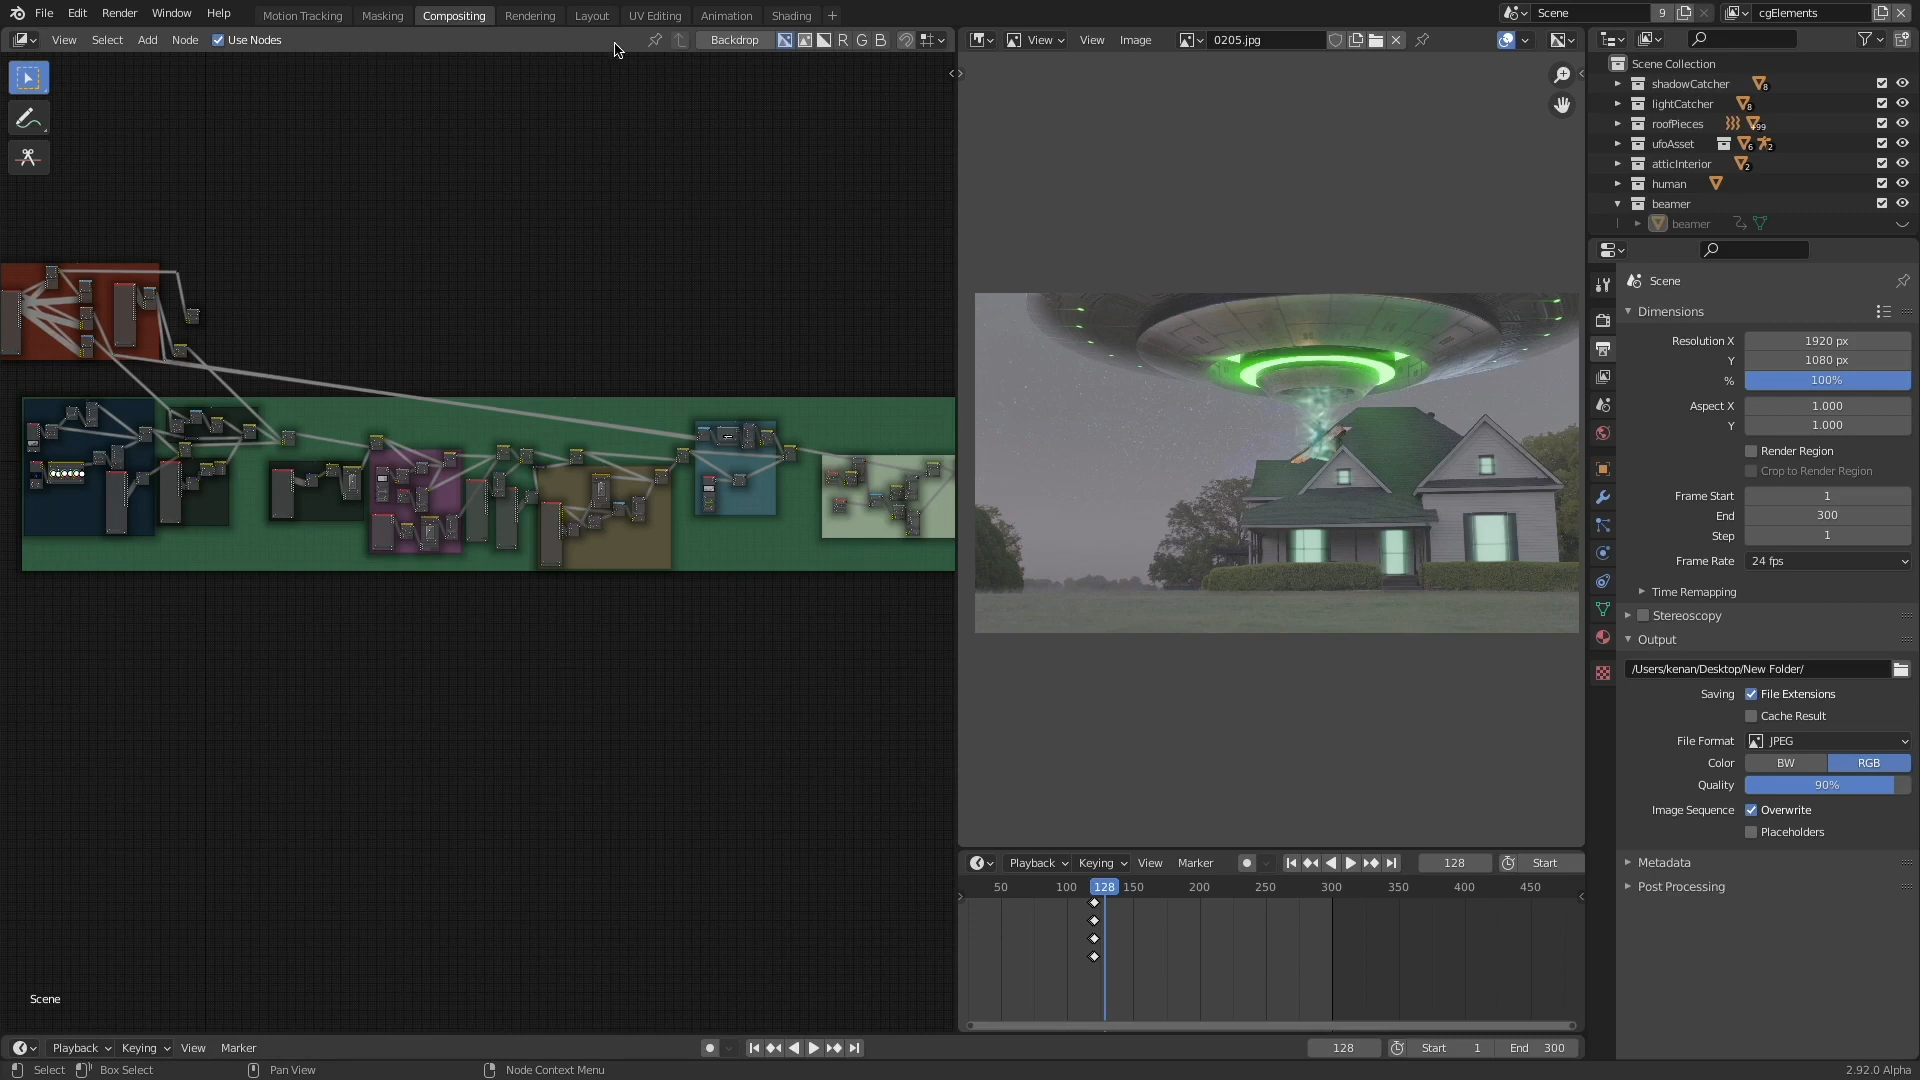 File Edit Render Window Help Motion Tracking Masking Compositing Rendering Layout UV Editing Animation Shading + Scene 9 cgElements
View Select Add Node Use Nodes Backdrop R G B View View Image 0205.jpg
Scene Collection
shadowCatcher 8
lightCatcher 8
roofPieces +99
ufoAsset 6 2
atticInterior 2
human
beamer
beamer
Scene
Dimensions
Resolution X 1920 px
Y 1080 px
% 100%
Aspect X 1.000
Y 1.000
Render Region
Crop to Render Region
Frame Start 1
End 300
Step 1
Frame Rate 24 fps
Time Remapping
Stereoscopy
Output
/Users/kenan/Desktop/New Folder/
Saving File Extensions
Cache Result
File Format JPEG
Color BW RGB
Quality 90%
Image Sequence Overwrite
Placeholders
Metadata
Post Processing
Playback Keying View Marker 128 Start
50 100 128 150 200 250 300 350 400 450
Scene
Playback Keying View Marker 128 Start 1 End 300
Select Box Select Pan View Node Context Menu 2.92.0 Alpha